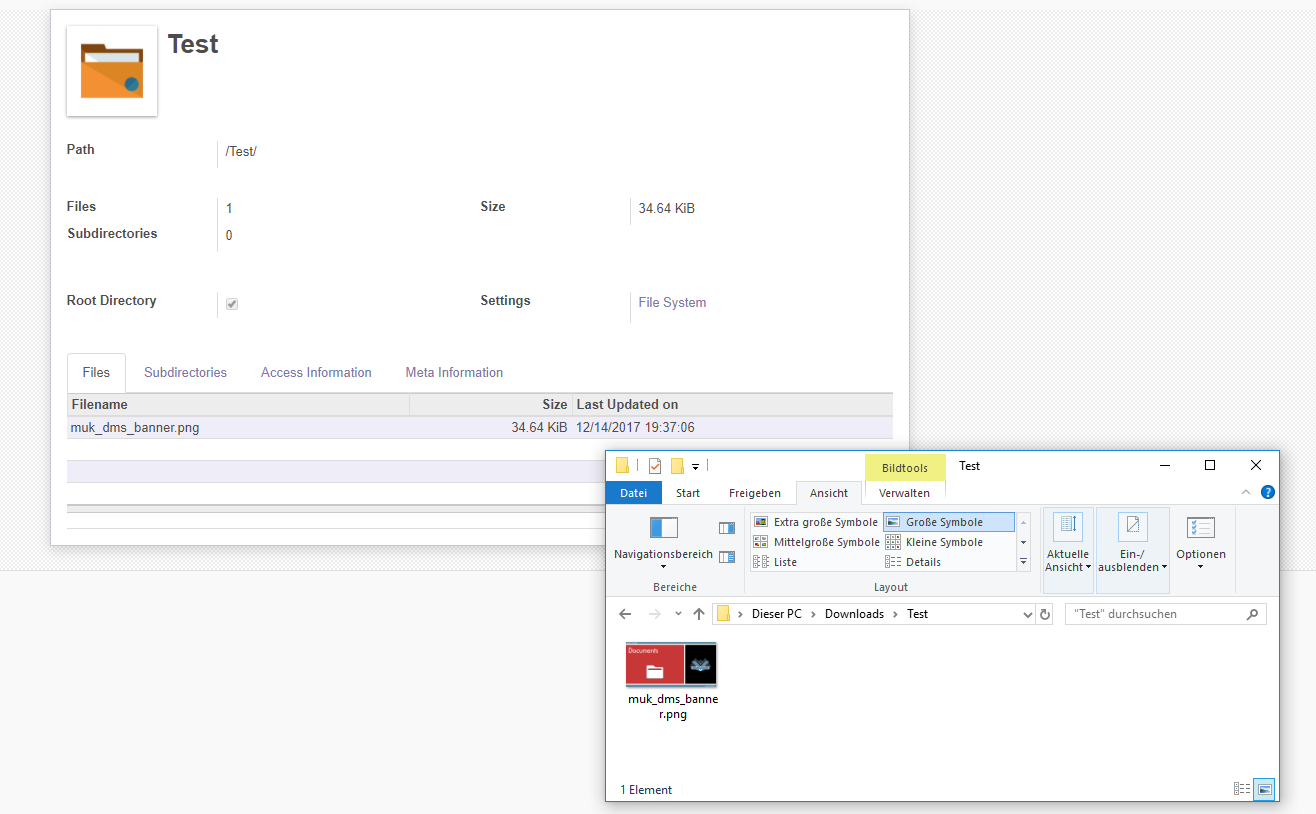 Test
Path /Test/
Files 1 Size 34.64 KiB
Subdirectories 0
Root Directory Settings File System
Files Subdirectories Access Information Meta Information
Filename Size Last Updated on
muk_dms_banner.png 34.64 KiB 12/14/2017 19:37:06
Bildtools Test
Datei Start Freigeben Ansicht Verwalten
Extra große Symbole Große Symbole
Mittelgroße Symbole Kleine Symbole
Liste Details
Navigationsbereich
Aktuelle
Ansicht
Ein-/
ausblenden
Optionen
Bereiche Layout
Dieser PC Downloads Test "Test" durchsuchen
Documents
muk_dms_banne
r.png
1 Element